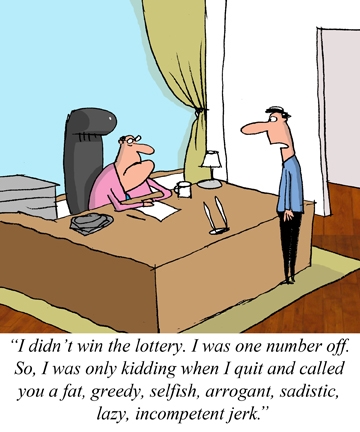 “I didn’t win the lottery. I was one number off.
So, I was only kidding when I quit and called
you a fat, greedy, selfish, arrogant, sadistic,
lazy, incompetent jerk.”